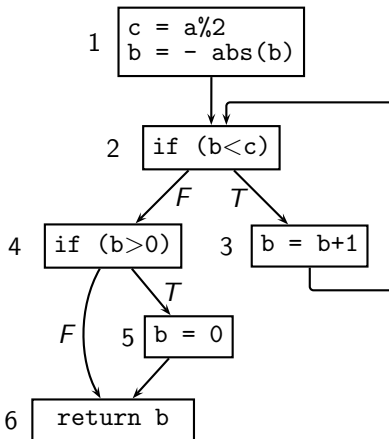 1
c = a%2
b = - abs(b)
2
if (b<c)
F
T
4
if (b>0)
3
b = b+1
F
T
5
b = 0
6
return b